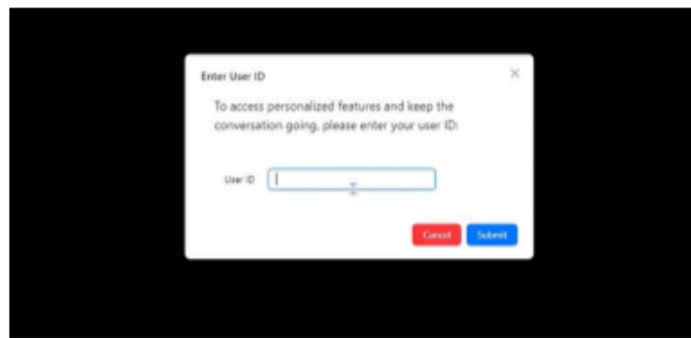 Enter User ID
To access personalized features and keep the
conversation going, please enter your user ID:
User ID
Cancel
Submit